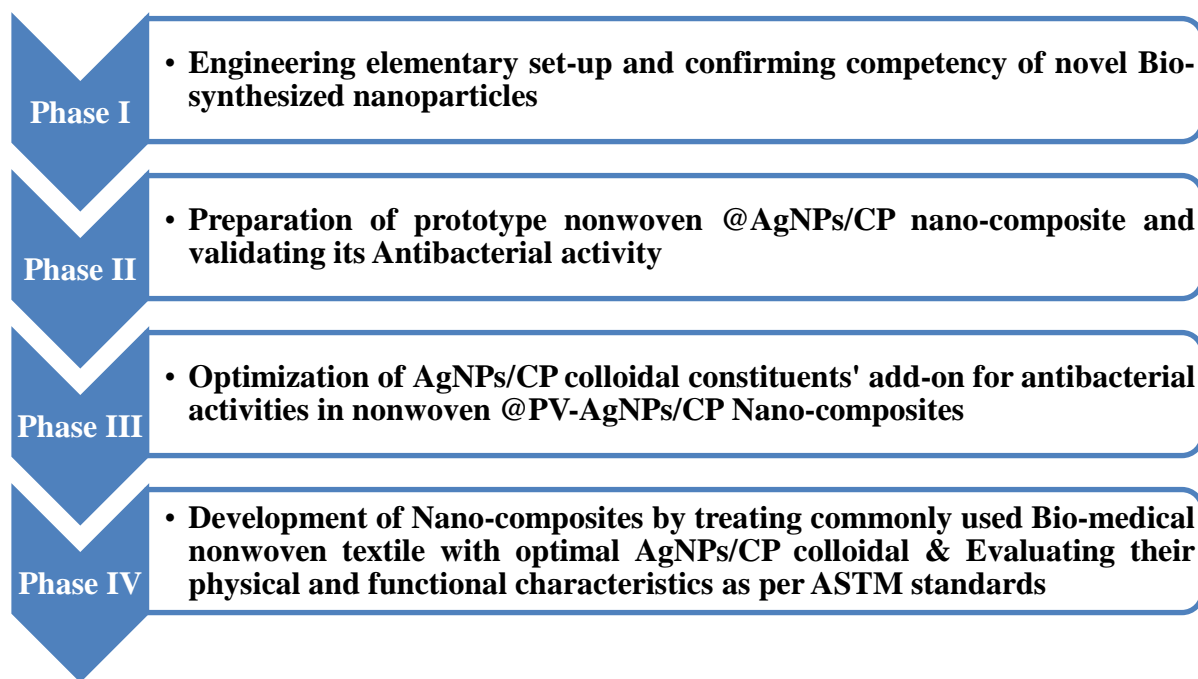 Phase I
• Engineering elementary set-up and confirming competency of novel Bio-
synthesized nanoparticles
Phase II
• Preparation of prototype nonwoven @AgNPs/CP nano-composite and
validating its Antibacterial activity
Phase III
• Optimization of AgNPs/CP colloidal constituents' add-on for antibacterial
activities in nonwoven @PV-AgNPs/CP Nano-composites
Phase IV
• Development of Nano-composites by treating commonly used Bio-medical
nonwoven textile with optimal AgNPs/CP colloidal & Evaluating their
physical and functional characteristics as per ASTM standards